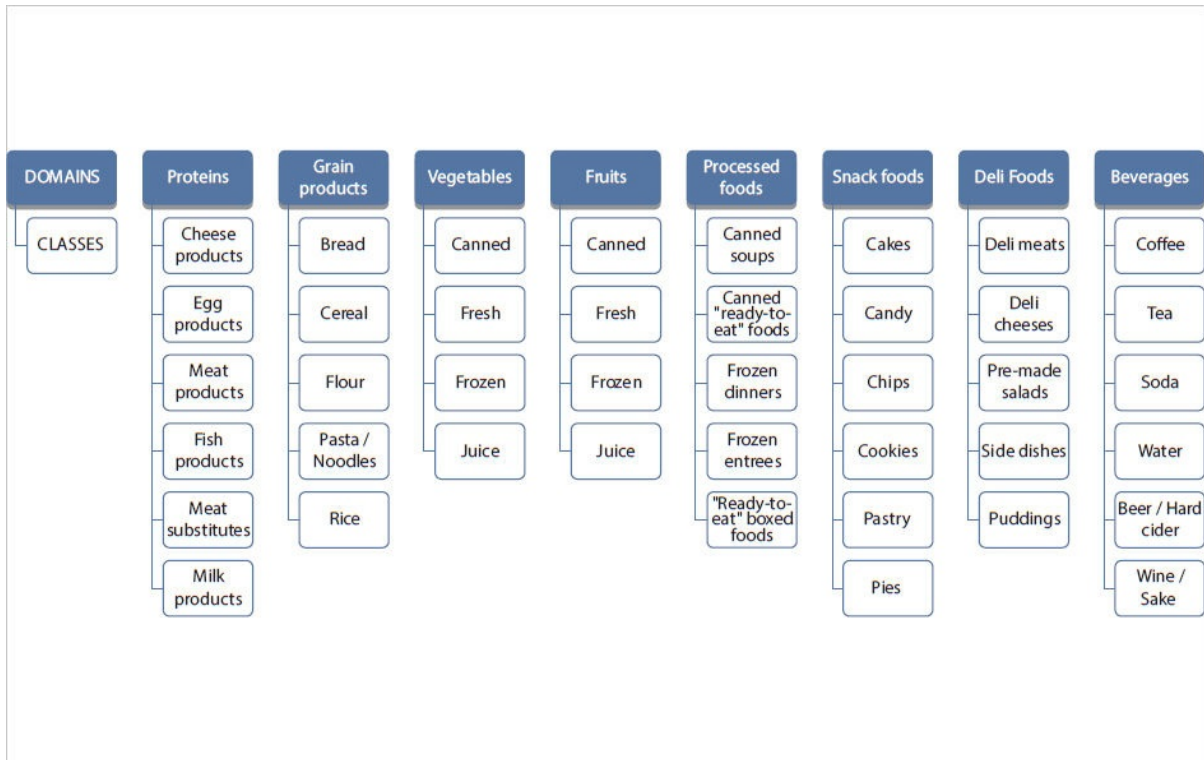 DOMAINS
CLASSES
Proteins
Cheese
products
Egg
products
Meat
products
Fish
products
Meat
substitutes
Milk
products
Grain
products
Bread
Cereal
Flour
Pasta /
Noodles
Rice
Vegetables
Canned
Fresh
Frozen
Juice
Fruits
Canned
Fresh
Frozen
Juice
Processed
foods
Canned
soups
Canned
"ready-to-
eat" foods
Frozen
dinners
Frozen
entrees
"Ready-to-
eat" boxed
foods
Snack foods
Cakes
Candy
Chips
Cookies
Pastry
Pies
Deli Foods
Deli meats
Deli
cheeses
Pre-made
salads
Side dishes
Puddings
Beverages
Coffee
Tea
Soda
Water
Beer / Hard
cider
Wine /
Sake